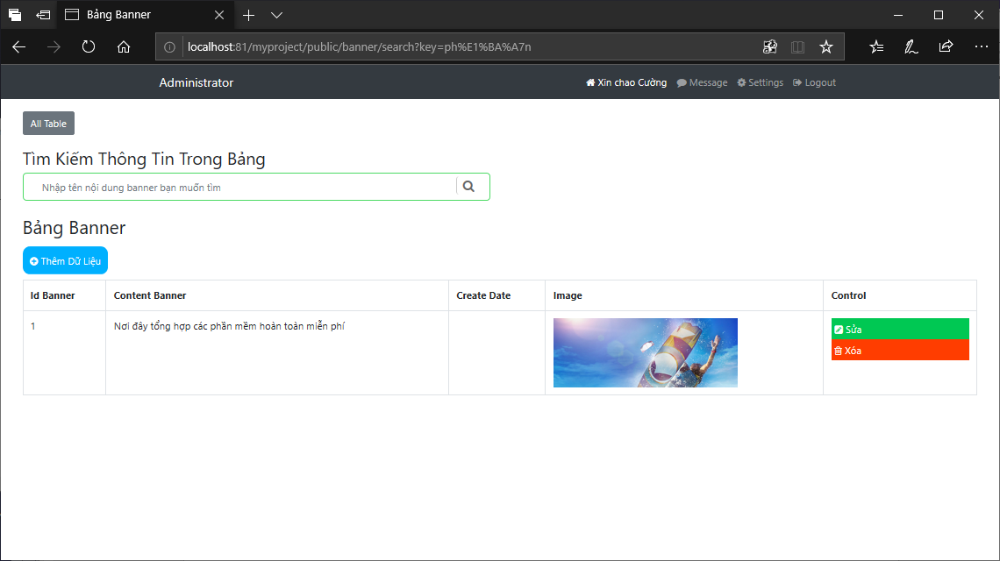 Bảng Banner
localhost:81/myproject/public/banner/search?key=ph%E1%BA%A7n
Administrator
Xin chao Cường Message Settings Logout
All Table
Tìm Kiếm Thông Tin Trong Bảng
Nhập tên nội dung banner bạn muốn tìm
Bảng Banner
Thêm Dữ Liệu
Id Banner Content Banner Create Date Image Control
1 Nơi đây tổng hợp các phần mềm hoàn toàn miễn phí Sửa
Xóa